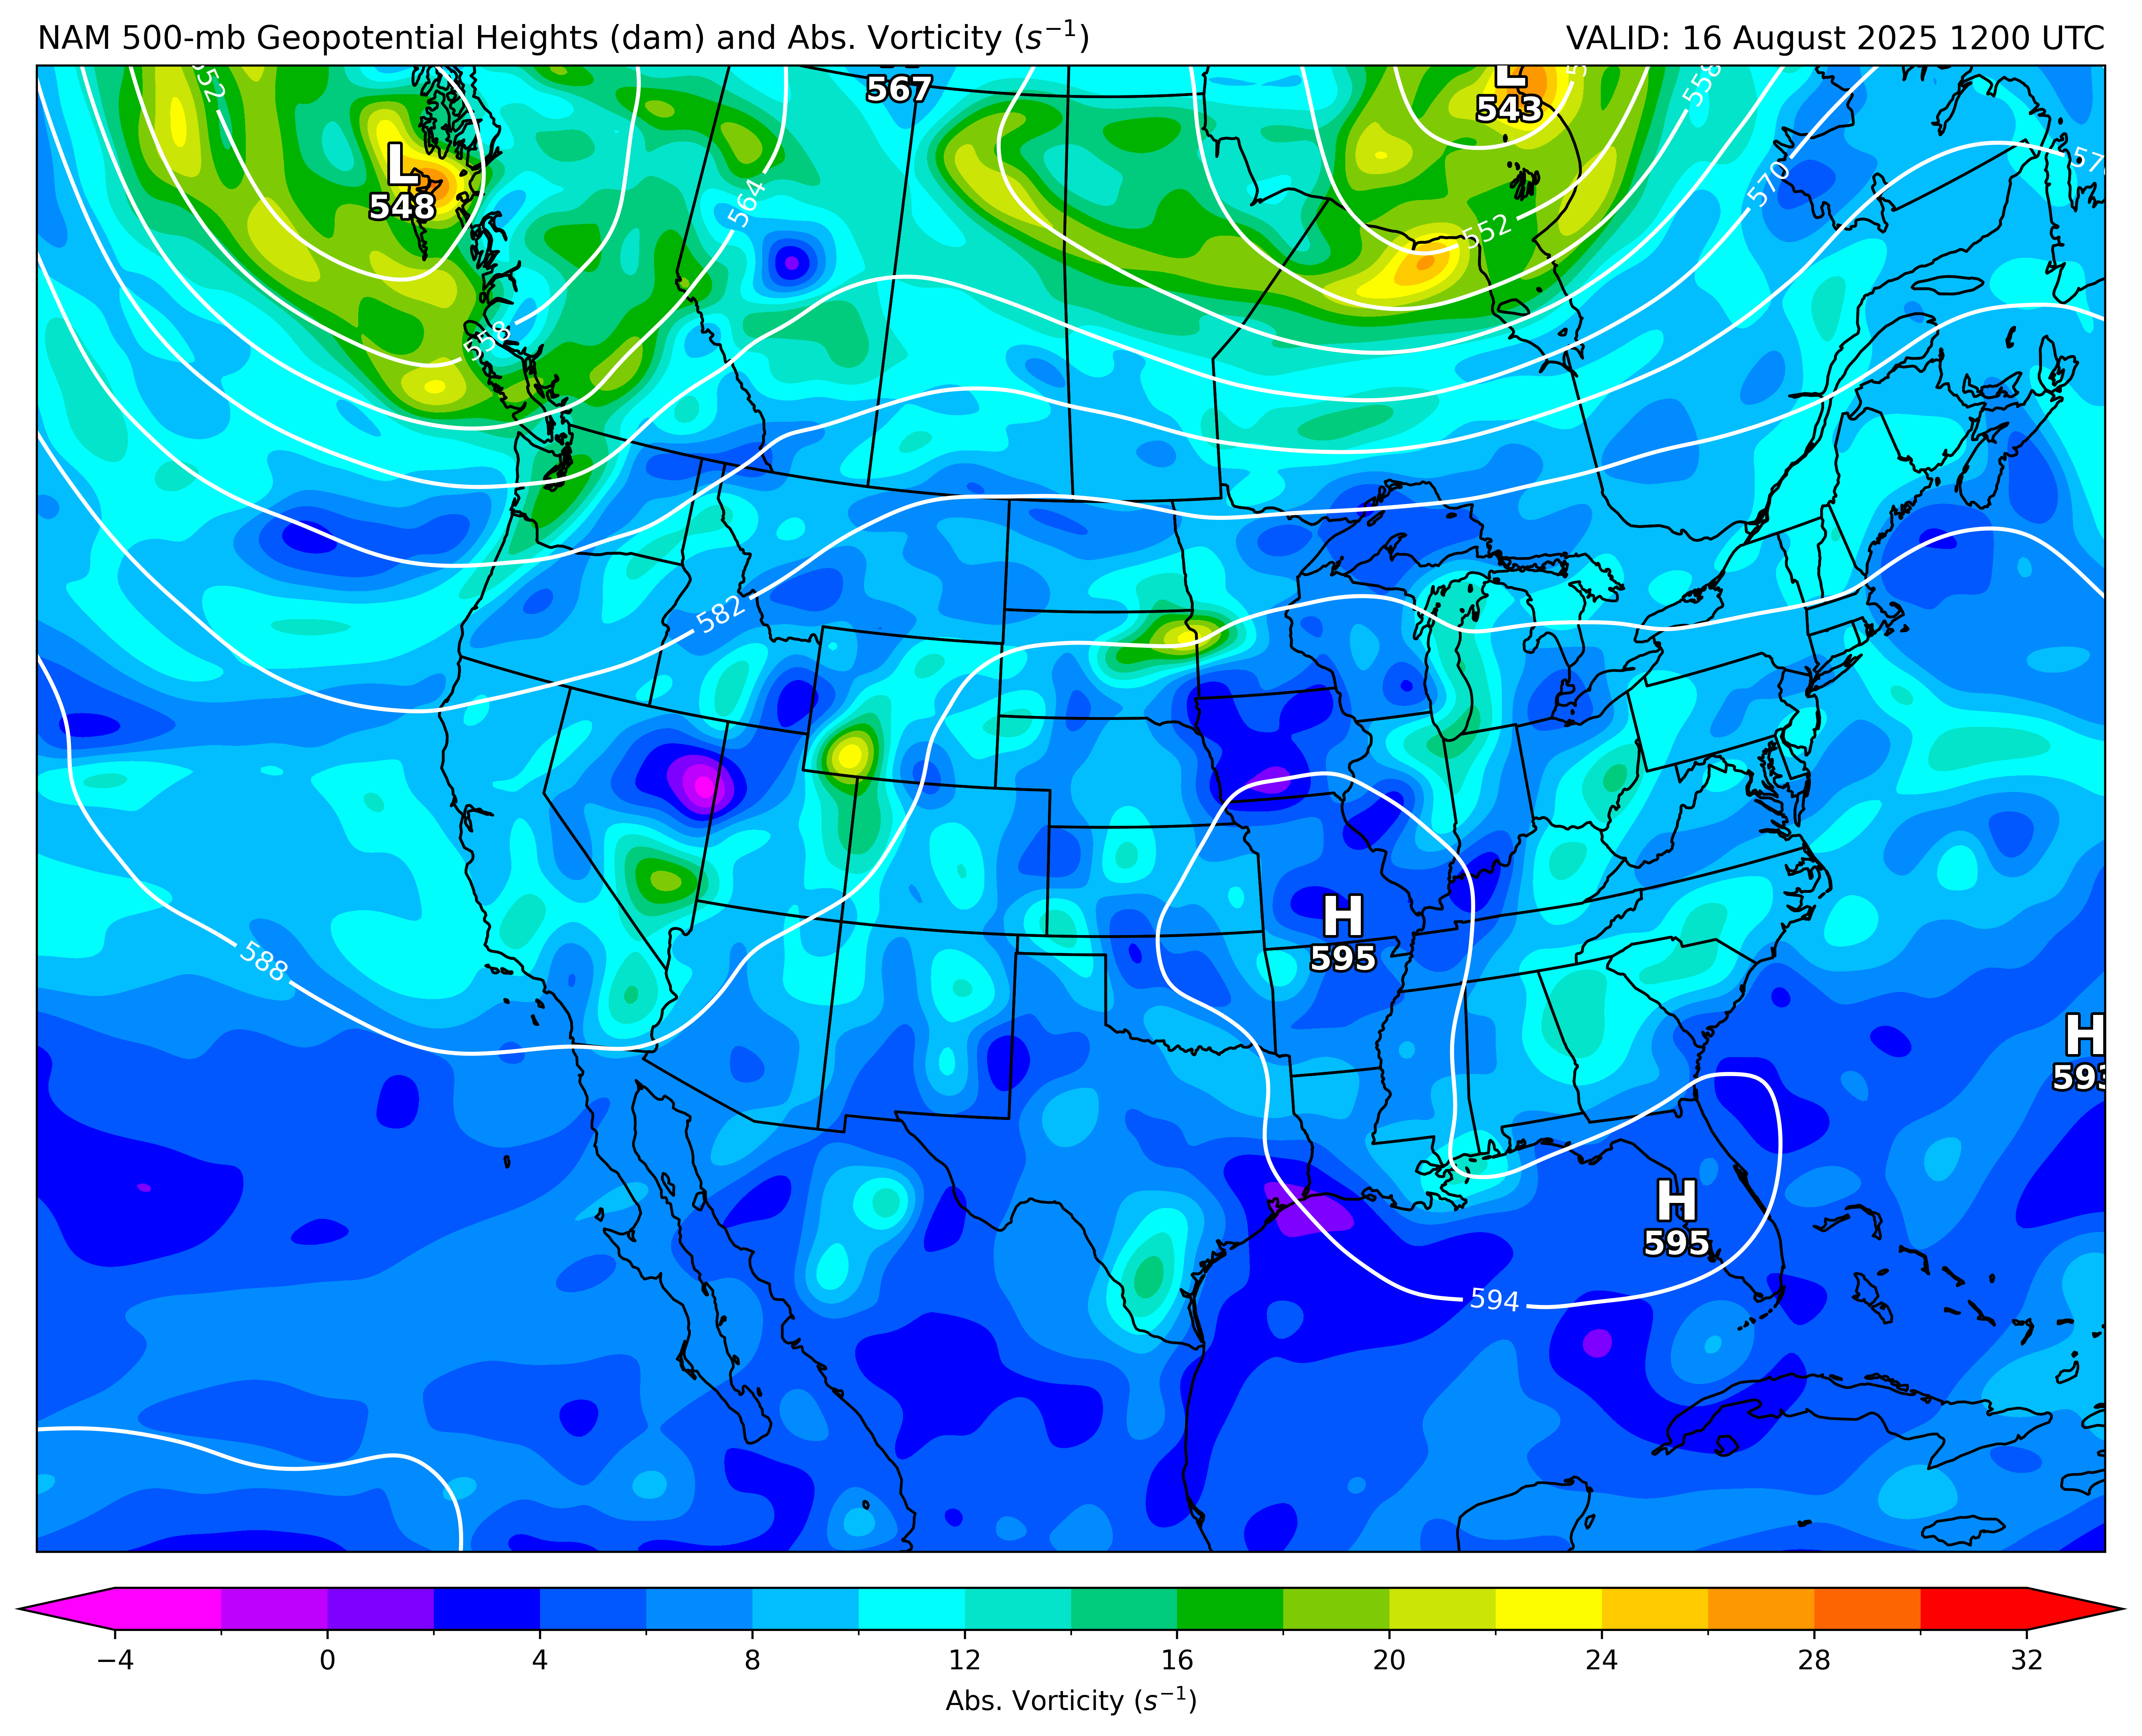 NAM 500-mb Geopotential Heights (dam) and Abs. Vorticity (s⁻¹)
VALID: 16 August 2025 1200 UTC
567
L
543
558
552
L
548
570
564
552
558
582
588
H
595
H
593
H
595
594
−4 0 4 8 12 16 20 24 28 32
Abs. Vorticity (s⁻¹)